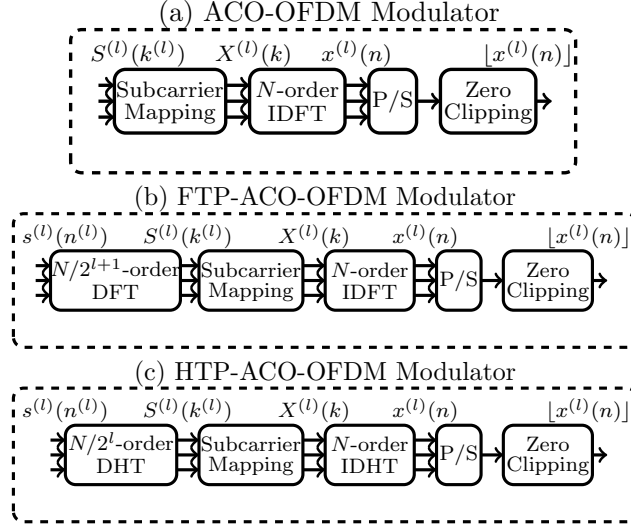 (a) ACO-OFDM Modulator
S^{(l)}(k^{(l)}) X^{(l)}(k) x^{(l)}(n) ⌊x^{(l)}(n)⌋
Subcarrier Mapping
N-order IDFT
P/S
Zero Clipping
(b) FTP-ACO-OFDM Modulator
s^{(l)}(n^{(l)}) S^{(l)}(k^{(l)}) X^{(l)}(k) x^{(l)}(n) ⌊x^{(l)}(n)⌋
N/2^{l+1}-order DFT
Subcarrier Mapping
N-order IDFT
P/S
Zero Clipping
(c) HTP-ACO-OFDM Modulator
s^{(l)}(n^{(l)}) S^{(l)}(k^{(l)}) X^{(l)}(k) x^{(l)}(n) ⌊x^{(l)}(n)⌋
N/2^l-order DHT
Subcarrier Mapping
N-order IDHT
P/S
Zero Clipping